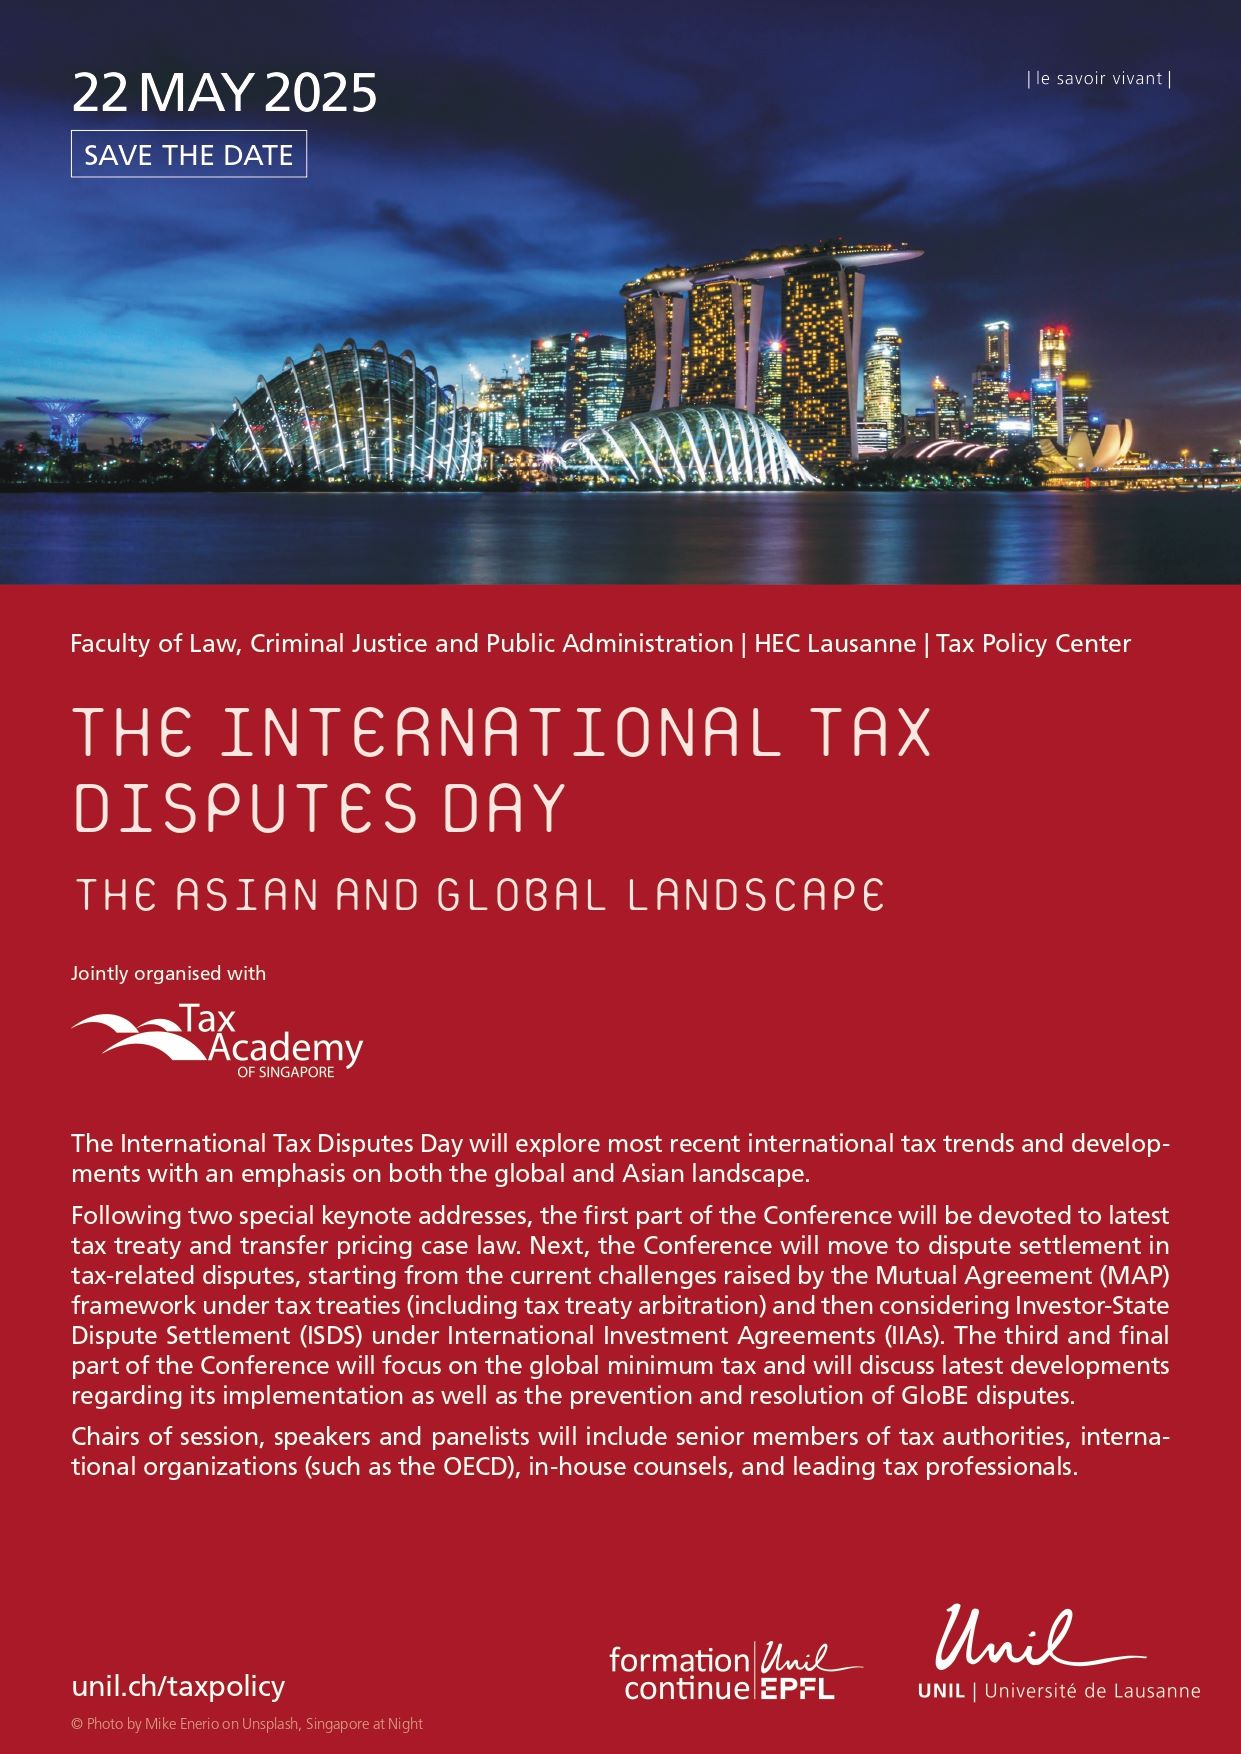 22 MAY 2025
| le savoir vivant |
SAVE THE DATE
Faculty of Law, Criminal Justice and Public Administration | HEC Lausanne | Tax Policy Center
THE INTERNATIONAL TAX
DISPUTES DAY
THE ASIAN AND GLOBAL LANDSCAPE
Jointly organised with
Tax
Academy
OF SINGAPORE
The International Tax Disputes Day will explore most recent international tax trends and develop-
ments with an emphasis on both the global and Asian landscape.
Following two special keynote addresses, the first part of the Conference will be devoted to latest
tax treaty and transfer pricing case law. Next, the Conference will move to dispute settlement in
tax-related disputes, starting from the current challenges raised by the Mutual Agreement (MAP)
framework under tax treaties (including tax treaty arbitration) and then considering Investor-State
Dispute Settlement (ISDS) under International Investment Agreements (IIAs). The third and final
part of the Conference will focus on the global minimum tax and will discuss latest developments
regarding its implementation as well as the prevention and resolution of GloBE disputes.
Chairs of session, speakers and panelists will include senior members of tax authorities, interna-
tional organizations (such as the OECD), in-house counsels, and leading tax professionals.
unil.ch/taxpolicy
© Photo by Mike Enerio on Unsplash, Singapore at Night
formation | Unil
continue | EPFL
Unil
UNIL | Université de Lausanne